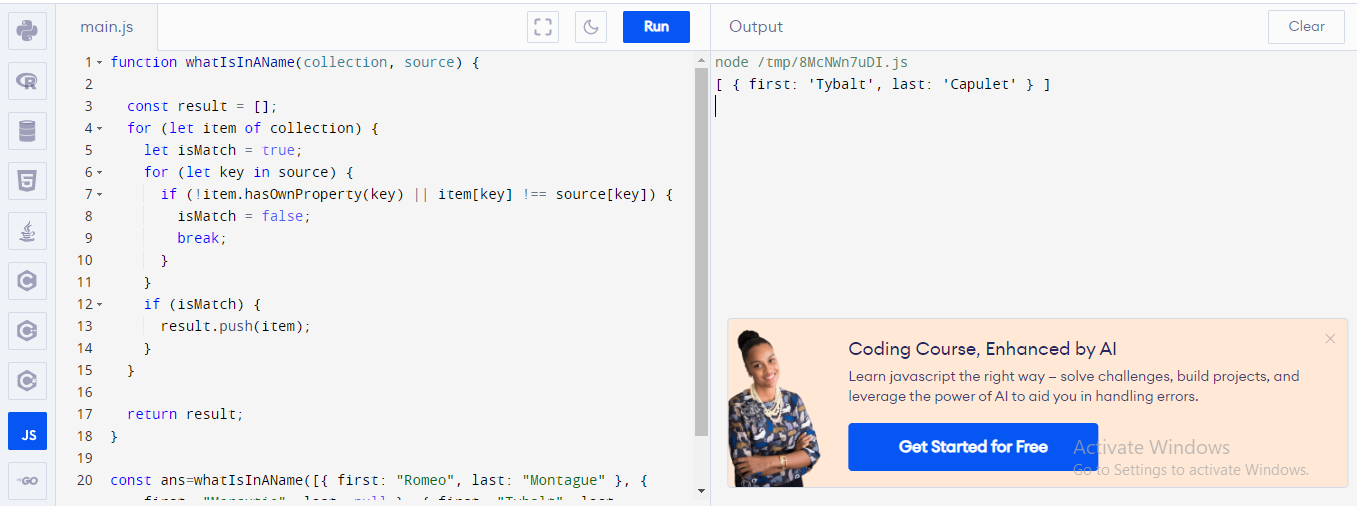 main.js
Run
Output
Clear
1 function whatIsInAName(collection, source) {
2
3 const result = [];
4 for (let item of collection) {
5 let isMatch = true;
6 for (let key in source) {
7 if (!item.hasOwnProperty(key) || item[key] !== source[key]) {
8 isMatch = false;
9 break;
10 }
11 }
12 if (isMatch) {
13 result.push(item);
14 }
15 }
16
17 return result;
18 }
19
20 const ans=whatIsInAName([{ first: "Romeo", last: "Montague" }, {
JS
GO
node /tmp/8McNWn7uDI.js
[ { first: 'Tybalt', last: 'Capulet' } ]
Coding Course, Enhanced by AI
Learn javascript the right way – solve challenges, build projects, and
leverage the power of AI to aid you in handling errors.
Get Started for Free
Activate Windows
Go to Settings to activate Windows.